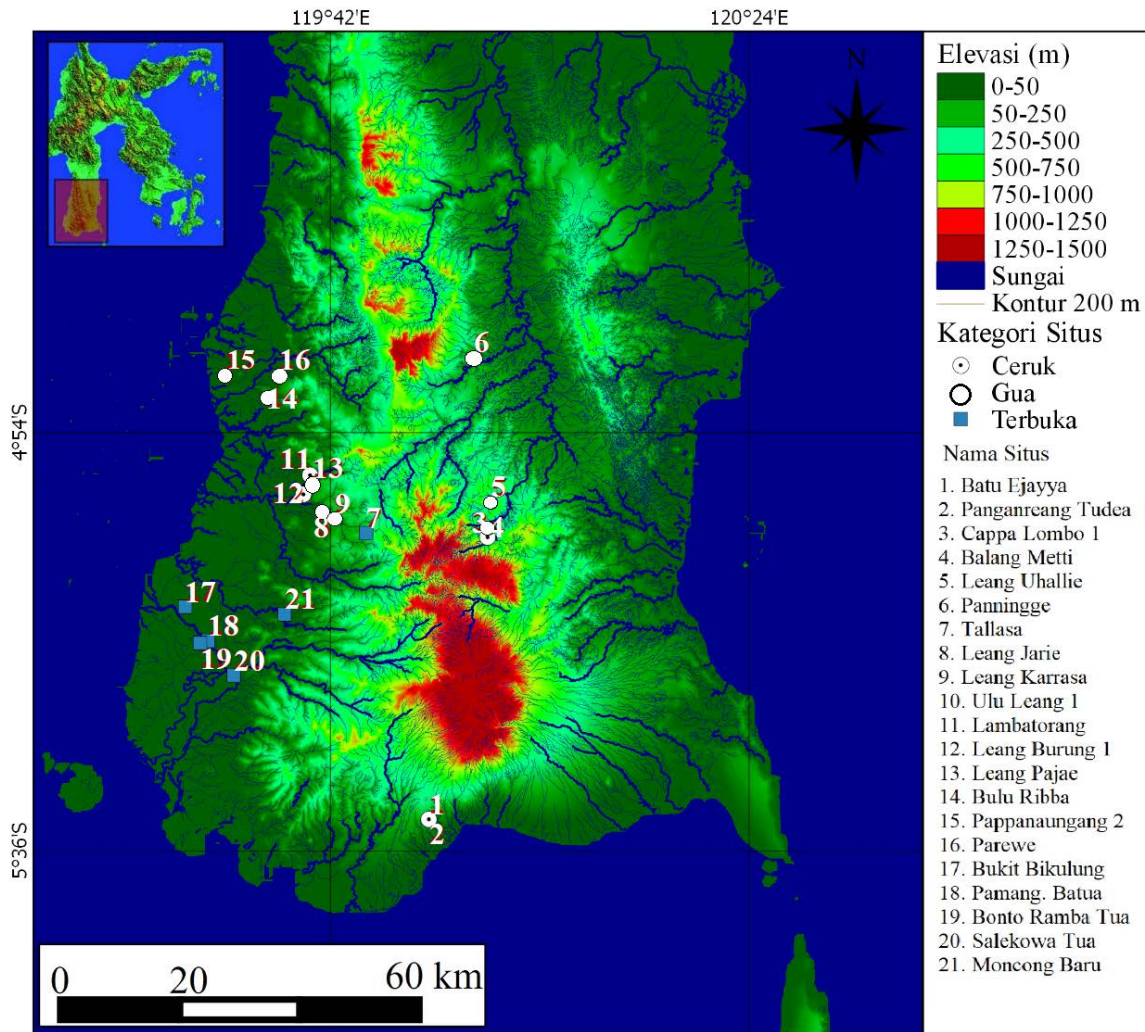 119°42'
120°24'
4°54'S
5°36'S
N
6
15
16
14
11
13
12
5
9
8
7
3
4
17
21
18
19
20
1
2
0
20
60 km
Elevasi (m)
0-50
50-250
250-500
500-750
750-1000
1000-1250
1250-1500
Sungai
Kontur 200 m
Kategori Situs
Ceruk
Gua
Terbuka
Nama Situs
1. Batu Ejayya
2. Panganreang Tudea
3. Cappa Lombo 1
4. Balang Metti
5. Leang Uhallie
6. Panningge
7. Tallasa
8. Leang Jarie
9. Leang Karrasa
10. Ulu Leang 1
11. Lambatorang
12. Leang Burung 1
13. Leang Pajae
14. Bulu Ribba
15. Pappanaungang 2
16. Parewe
17. Bukit Bikulung
18. Pamang. Batua
19. Bonto Ramba Tua
20. Salekowa Tua
21. Moncong Baru